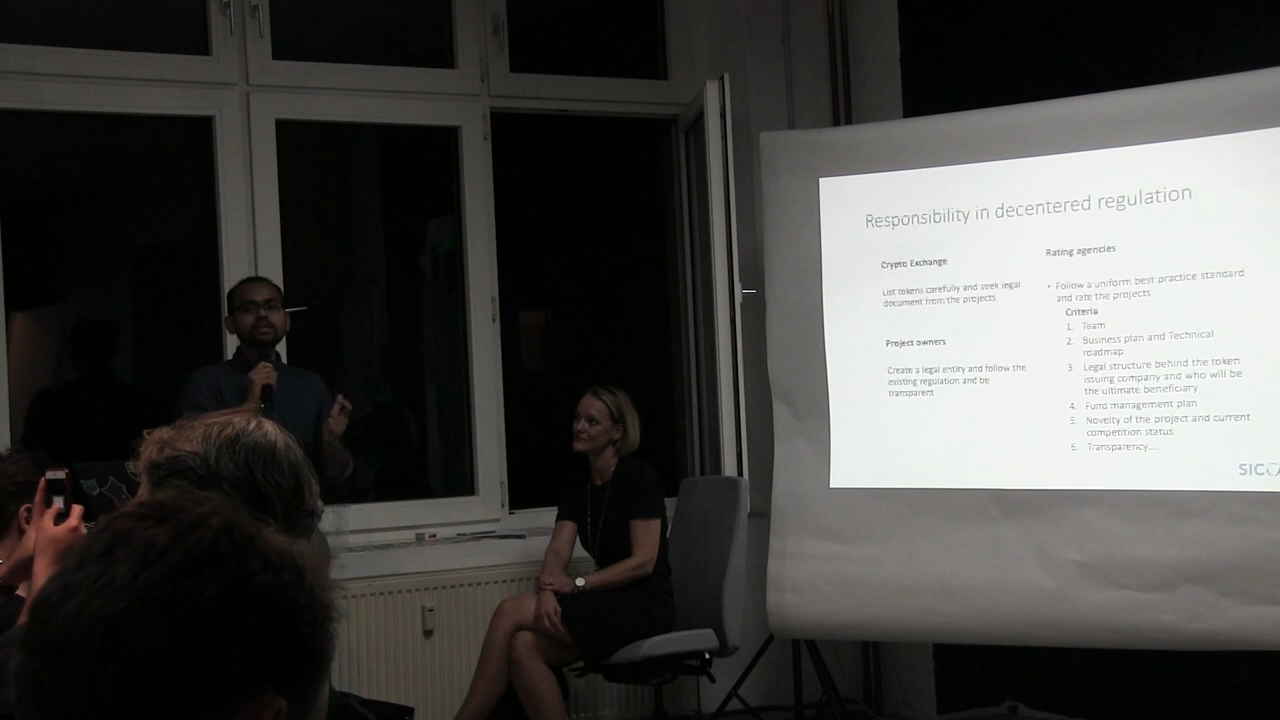 Responsibility in decentered regulation
Crypto Exchange
List tokens carefully and seek legal
document from the projects
Project owners
Create a legal entity and follow the
existing regulation and be
transparent
Rating agencies
• Follow a uniform best practice standard
and rate the projects
Criteria
1. Team
2. Business plan and Technical
roadmap
3. Legal structure behind the token
issuing company and who will be
the ultimate beneficiary
4. Fund management plan
5. Novelty of the project and current
competition status
6. Transparency....